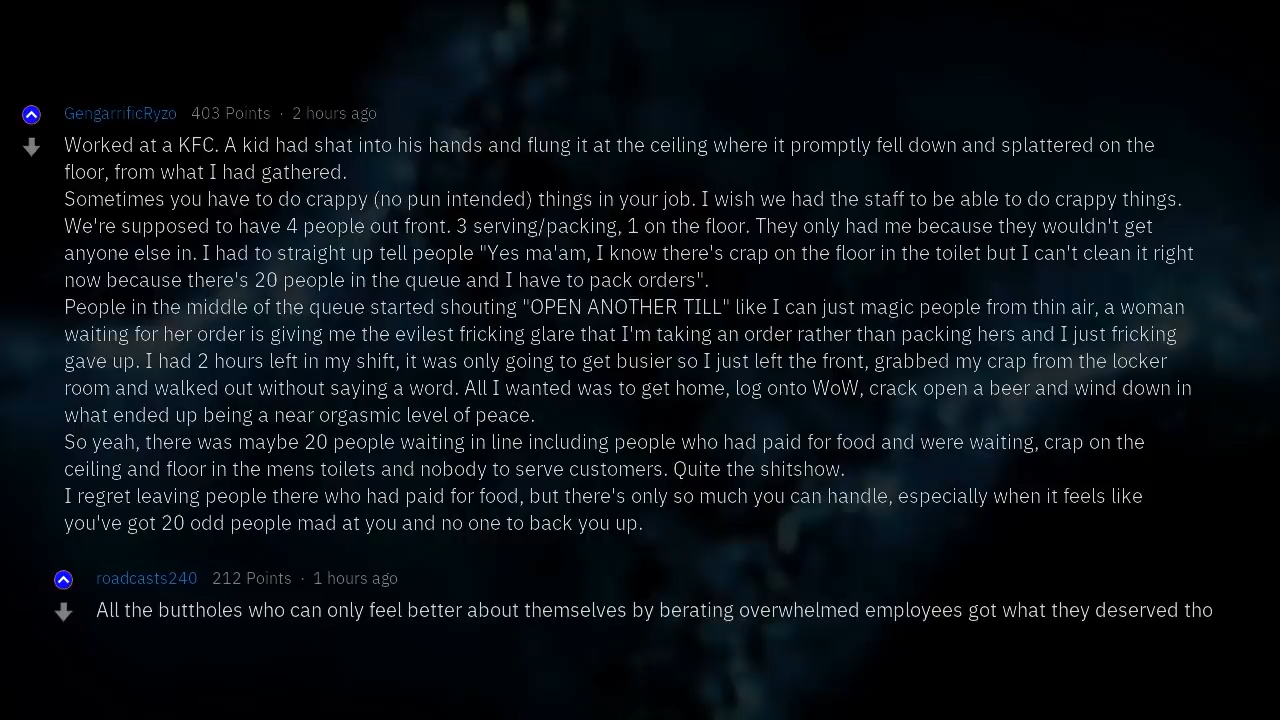 GengarrificRyzo 403 Points · 2 hours ago
Worked at a KFC. A kid had shat into his hands and flung it at the ceiling where it promptly fell down and splattered on the
floor, from what I had gathered.
Sometimes you have to do crappy (no pun intended) things in your job. I wish we had the staff to be able to do crappy things.
We're supposed to have 4 people out front. 3 serving/packing, 1 on the floor. They only had me because they wouldn't get
anyone else in. I had to straight up tell people "Yes ma'am, I know there's crap on the floor in the toilet but I can't clean it right
now because there's 20 people in the queue and I have to pack orders".
People in the middle of the queue started shouting "OPEN ANOTHER TILL" like I can just magic people from thin air, a woman
waiting for her order is giving me the evilest fricking glare that I'm taking an order rather than packing hers and I just fricking
gave up. I had 2 hours left in my shift, it was only going to get busier so I just left the front, grabbed my crap from the locker
room and walked out without saying a word. All I wanted was to get home, log onto WoW, crack open a beer and wind down in
what ended up being a near orgasmic level of peace.
So yeah, there was maybe 20 people waiting in line including people who had paid for food and were waiting, crap on the
ceiling and floor in the mens toilets and nobody to serve customers. Quite the shitshow.
I regret leaving people there who had paid for food, but there's only so much you can handle, especially when it feels like
you've got 20 odd people mad at you and no one to back you up.
roadcasts240 212 Points · 1 hours ago
All the buttholes who can only feel better about themselves by berating overwhelmed employees got what they deserved tho